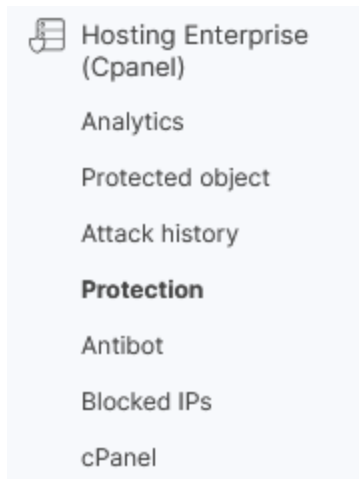 Hosting Enterprise
(Cpanel)
Analytics
Protected object
Attack history
Protection
Antibot
Blocked IPs
cPanel